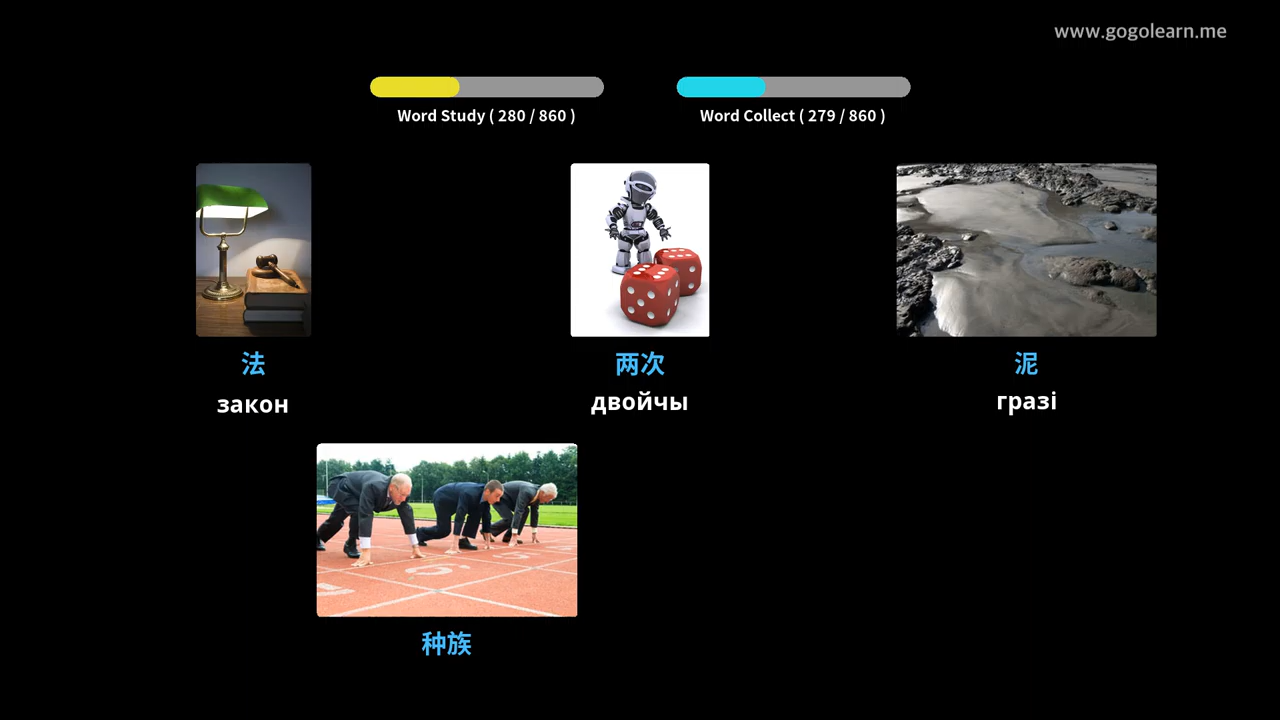 www.gogolearn.me
Word Study ( 280 / 860 )
Word Collect ( 279 / 860 )
法
закон
两次
двойчы
泥
гразі
种族